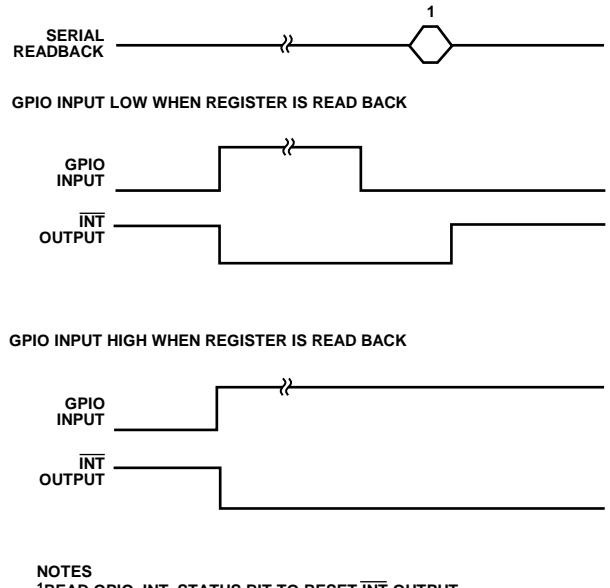 1
SERIAL
READBACK
GPIO INPUT LOW WHEN REGISTER IS READ BACK
GPIO
INPUT
INT
OUTPUT
GPIO INPUT HIGH WHEN REGISTER IS READ BACK
GPIO
INPUT
INT
OUTPUT
NOTES
1READ GPIO_INT_STATUS BIT TO RESET INT OUTPUT.